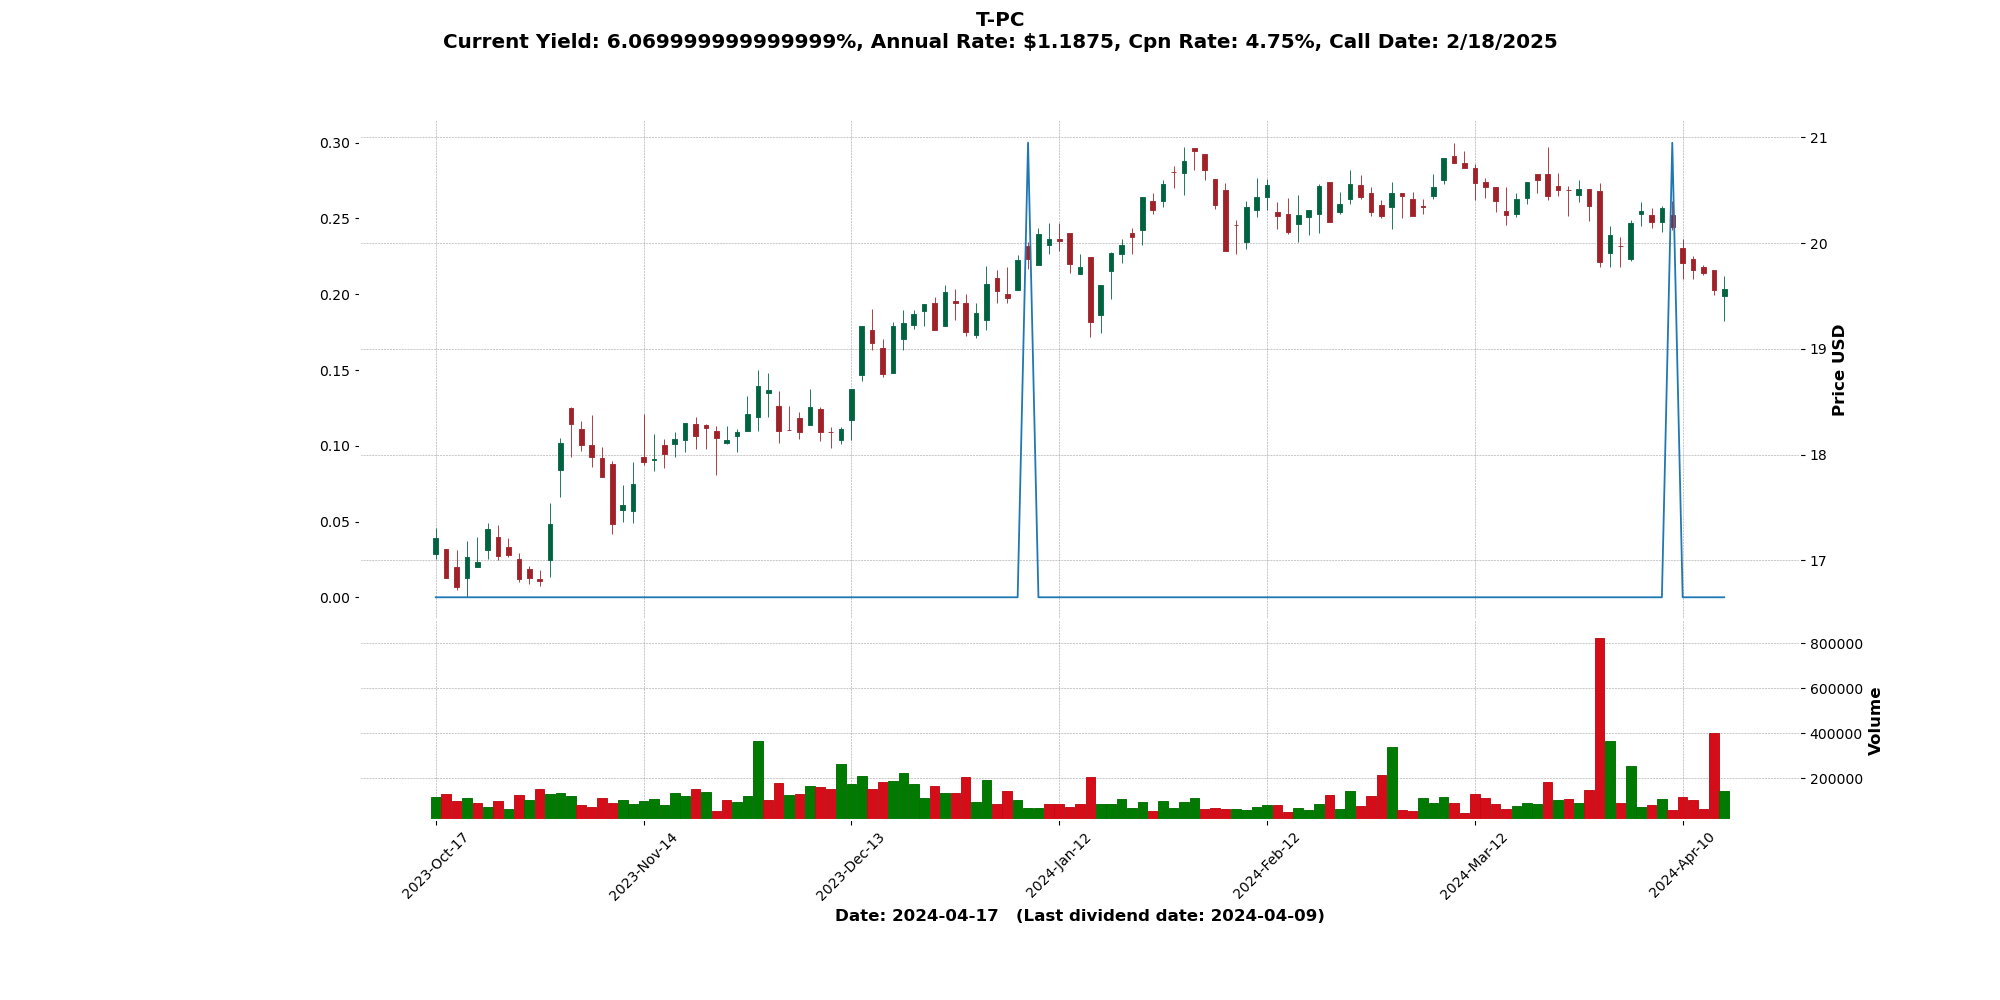 T-PC
Current Yield: 6.069999999999999%, Annual Rate: $1.1875, Cpn Rate: 4.75%, Call Date: 2/18/2025
0.30
0.25
0.20
0.15
0.10
0.05
0.00
21
20
19
18
17
Price USD
800000
600000
400000
200000
Volume
2023-Oct-17
2023-Nov-14
2023-Dec-13
2024-Jan-12
2024-Feb-12
2024-Mar-12
2024-Apr-10
Date: 2024-04-17 (Last dividend date: 2024-04-09)